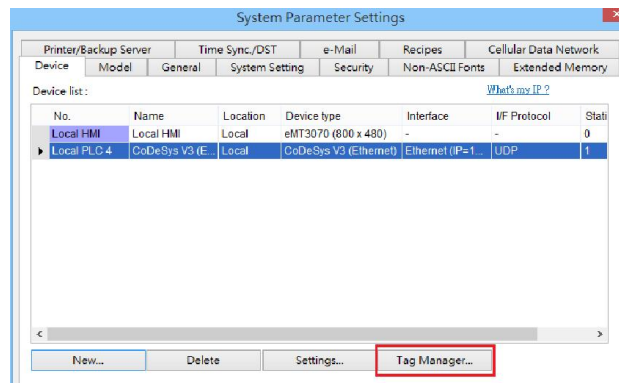 System Parameter Settings
Printer/Backup Server Time Sync./DST e-Mail Recipes Cellular Data Network
Device Model General System Setting Security Non-ASCII Fonts Extended Memory
Device list : What's my IP ?
No. Name Location Device type Interface I/F Protocol Stati
Local HMI Local HMI Local eMT3070 (800 x 480) - - 0
Local PLC 4 CoDeSys V3 (E... Local CoDeSys V3 (Ethernet) Ethernet (IP=1... UDP 1
New... Delete Settings... Tag Manager...